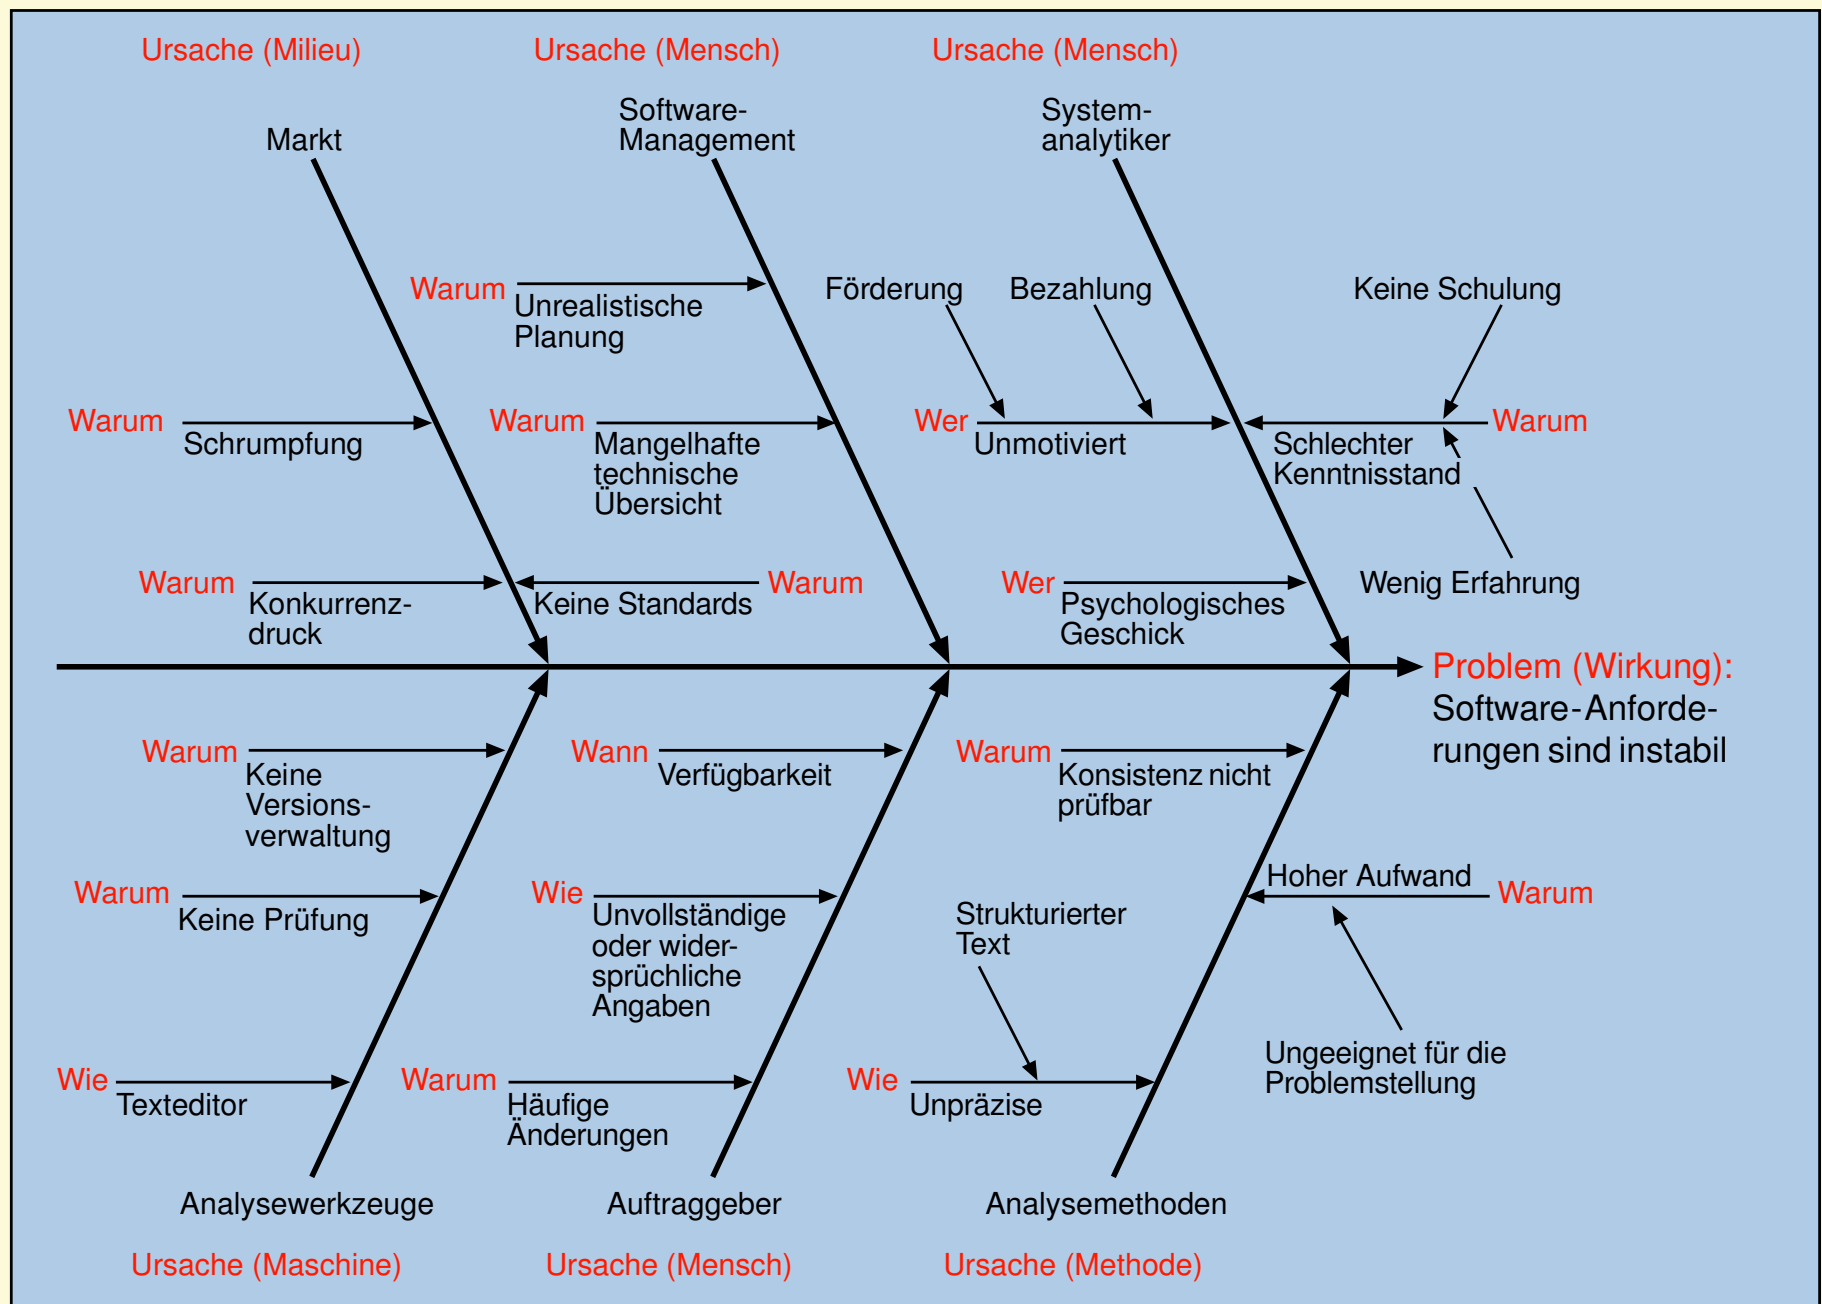 Ursache (Milieu)
Ursache (Mensch)
Ursache (Mensch)
Markt
Software-
Management
System-
analytiker
Warum
Unrealistische
Planung
Förderung
Bezahlung
Keine Schulung
Warum
Schrumpfung
Warum
Mangelhafte
technische
Übersicht
Wer
Unmotiviert
Schlechter
Kenntnisstand
Warum
Warum
Konkurrenz-
druck
Keine Standards
Warum
Wer
Psychologisches
Geschick
Wenig Erfahrung
Problem (Wirkung):
Software-Anforde-
rungen sind instabil
Warum
Keine
Versions-
verwaltung
Wann
Verfügbarkeit
Warum
Konsistenz nicht
prüfbar
Warum
Keine Prüfung
Wie
Unvollständige
oder wider-
sprüchliche
Angaben
Strukturierter
Text
Hoher Aufwand
Warum
Ungeeignet für die
Problemstellung
Wie
Texteditor
Warum
Häufige
Änderungen
Wie
Unpräzise
Analysewerkzeuge
Auftraggeber
Analysemethoden
Ursache (Maschine)
Ursache (Mensch)
Ursache (Methode)